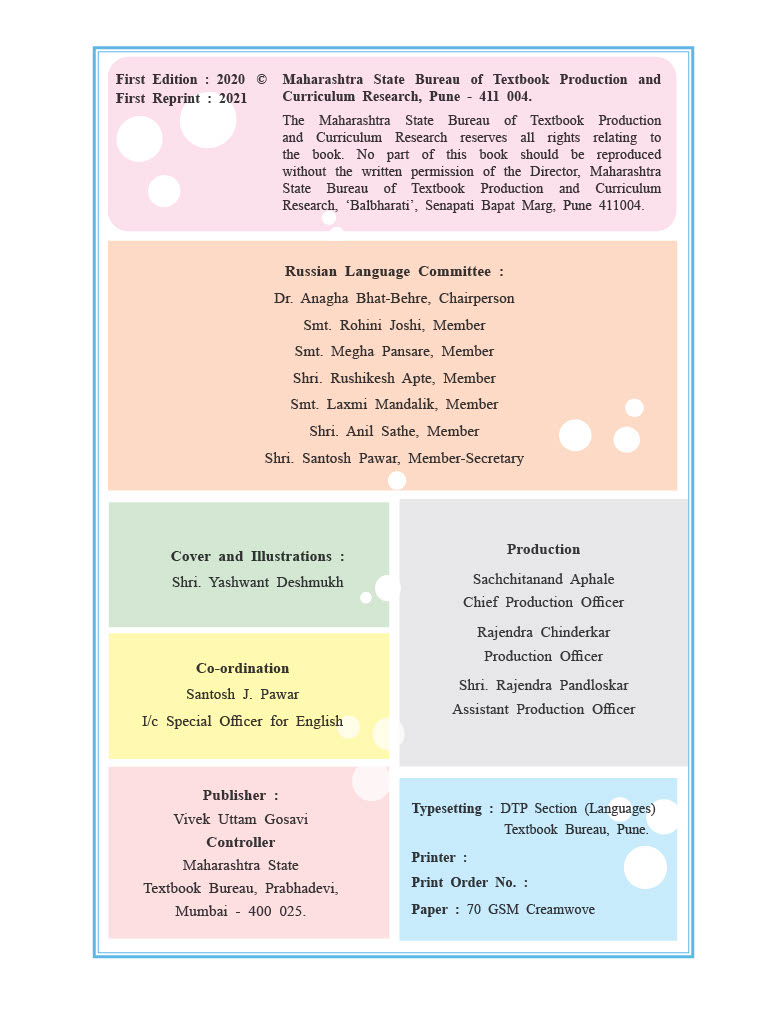 First Edition : 2020 ©
First Reprint : 2021
Maharashtra State Bureau of Textbook Production and
Curriculum Research, Pune - 411 004.
The Maharashtra State Bureau of Textbook Production
and Curriculum Research reserves all rights relating to
the book. No part of this book should be reproduced
without the written permission of the Director, Maharashtra
State Bureau of Textbook Production and Curriculum
Research, ‘Balbharati’, Senapati Bapat Marg, Pune 411004.
Russian Language Committee :
Dr. Anagha Bhat-Behre, Chairperson
Smt. Rohini Joshi, Member
Smt. Megha Pansare, Member
Shri. Rushikesh Apte, Member
Smt. Laxmi Mandalik, Member
Shri. Anil Sathe, Member
Shri. Santosh Pawar, Member-Secretary
Cover and Illustrations :
Shri. Yashwant Deshmukh
Co-ordination
Santosh J. Pawar
I/c Special Officer for English
Publisher :
Vivek Uttam Gosavi
Controller
Maharashtra State
Textbook Bureau, Prabhadevi,
Mumbai - 400 025.
Production
Sachchitanand Aphale
Chief Production Officer
Rajendra Chinderkar
Production Officer
Shri. Rajendra Pandloskar
Assistant Production Officer
Typesetting : DTP Section (Languages)
Textbook Bureau, Pune.
Printer :
Print Order No. :
Paper : 70 GSM Creamwove